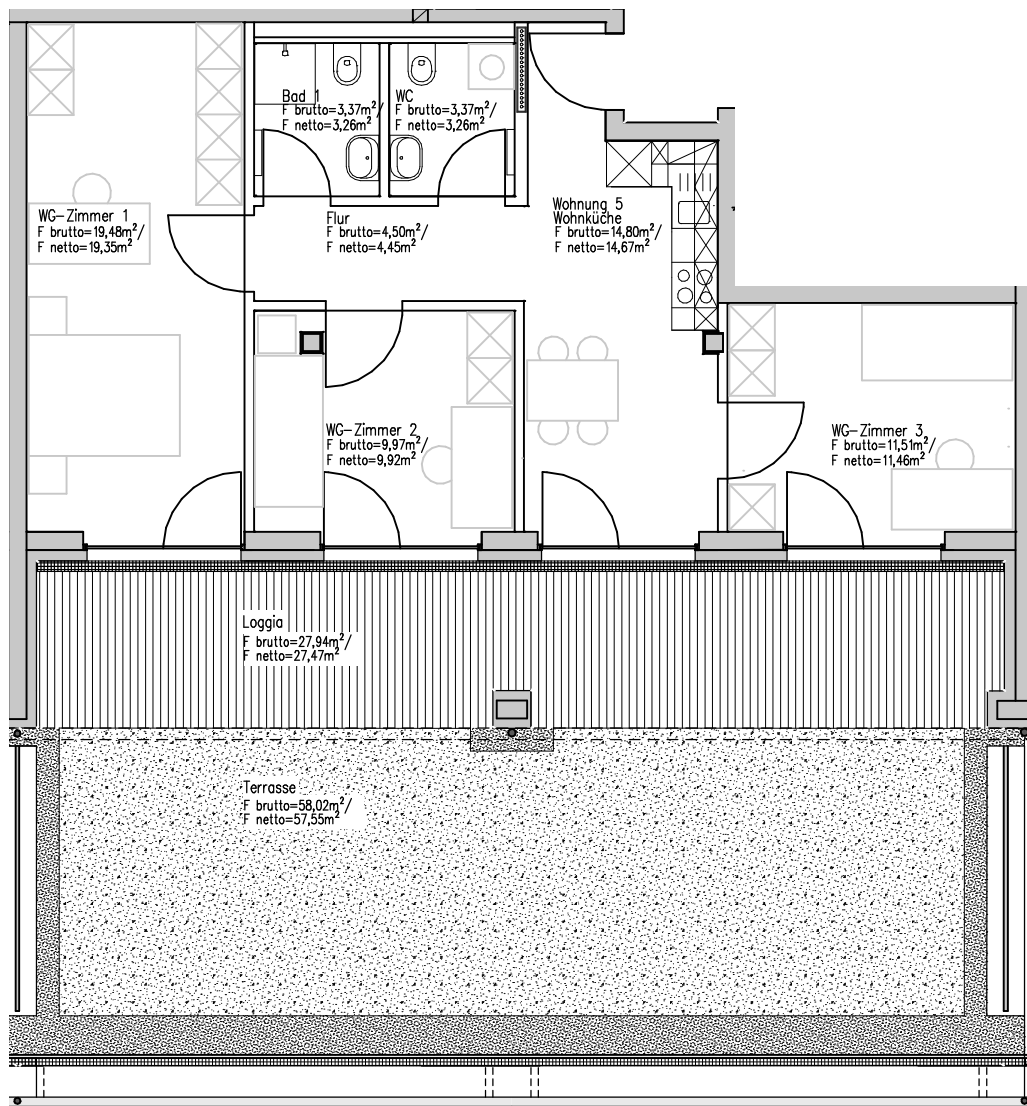 Bad 1
F brutto=3,37m²/
F netto=3,26m²
WC
F brutto=3,37m²/
F netto=3,26m²
WG-Zimmer 1
F brutto=19,48m²/
F netto=19,35m²
Flur
F brutto=4,50m²/
F netto=4,45m²
Wohnung 5
Wohnküche
F brutto=14,80m²/
F netto=14,67m²
WG-Zimmer 2
F brutto=9,97m²/
F netto=9,92m²
WG-Zimmer 3
F brutto=11,51m²/
F netto=11,46m²
Loggia
F brutto=27,94m²/
F netto=27,47m²
Terrasse
F brutto=58,02m²/
F netto=57,55m²